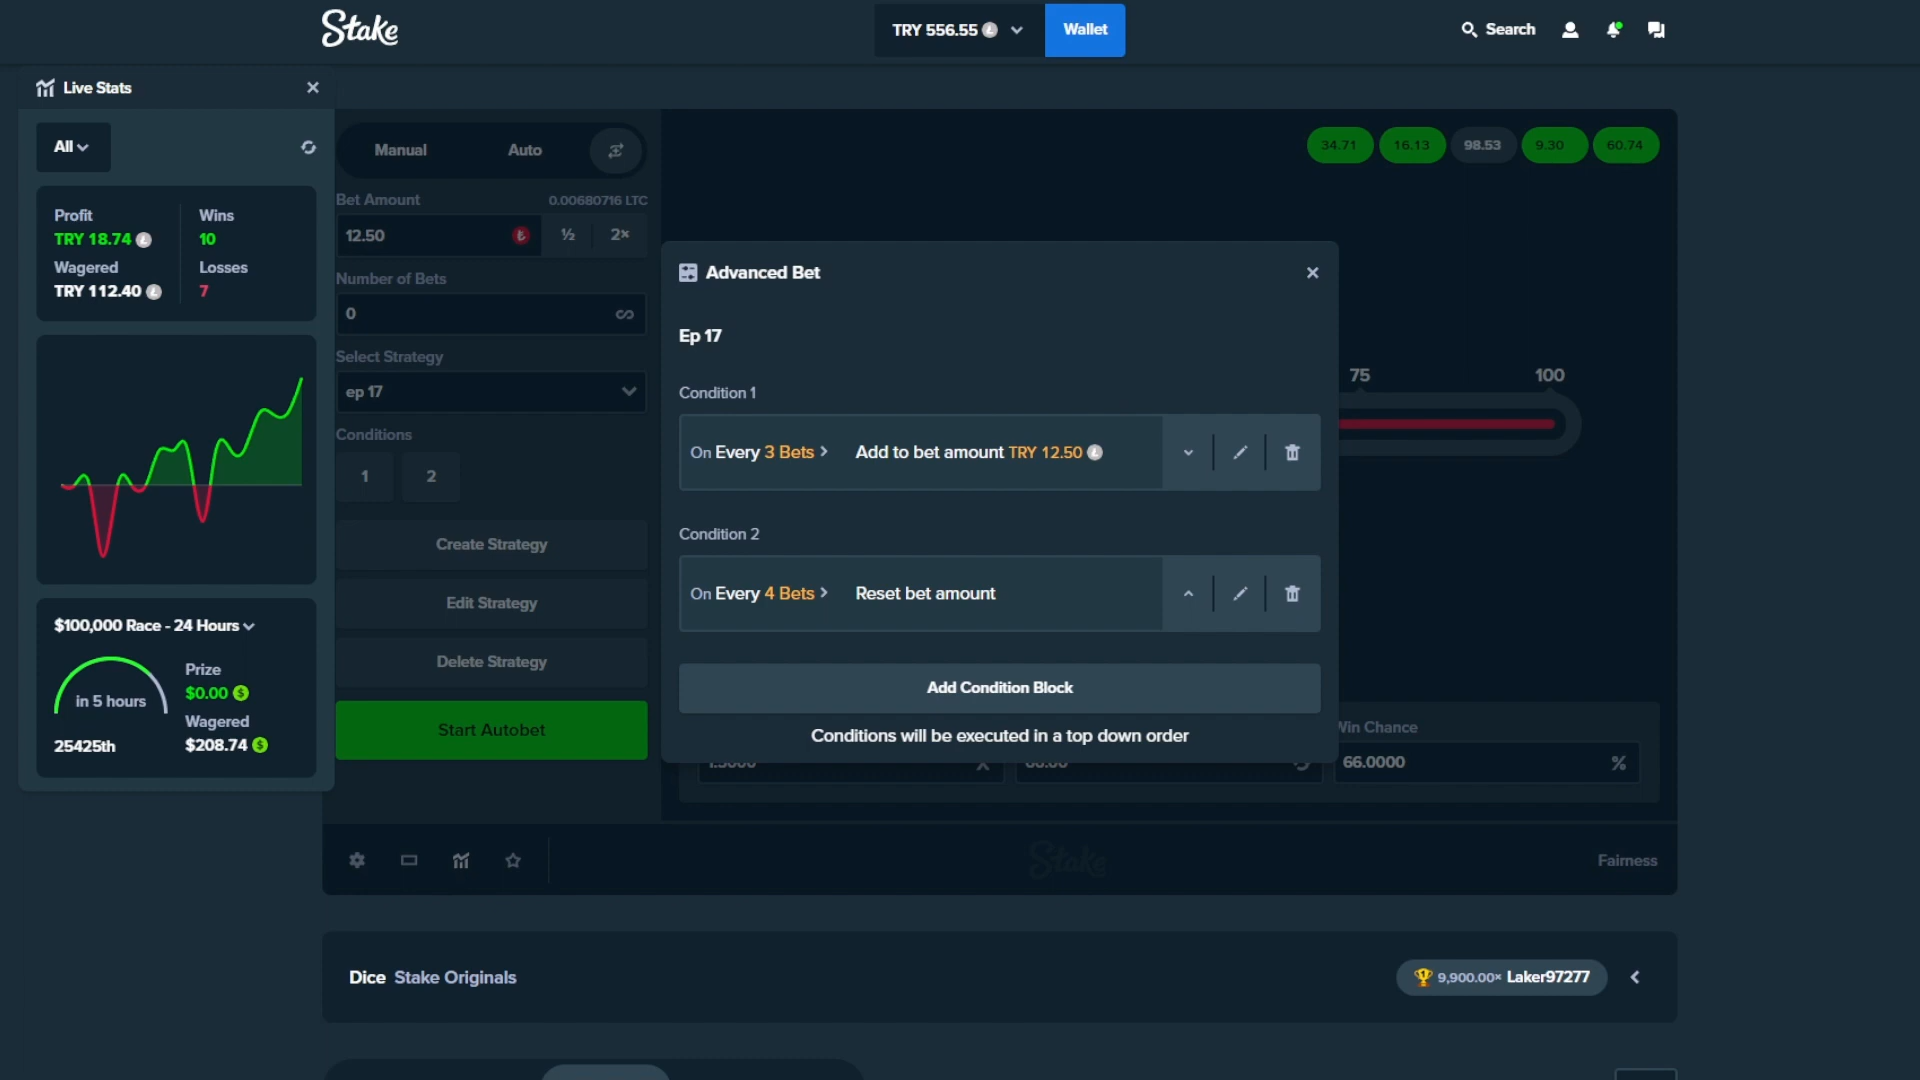 Stake
TRY 556.55
Wallet
Search
Live Stats
All
Profit
TRY 18.74
Wins
10
Wagered
TRY 112.40
Losses
7
$100,000 Race - 24 Hours
in 5 hours
25425th
Prize
$0.00
Wagered
$208.74
Manual
Auto
Bet Amount
0.00680716 LTC
12.50
½
2×
Number of Bets
0
Select Strategy
ep 17
Conditions
1
2
Create Strategy
Edit Strategy
Delete Strategy
Start Autobet
34.71
16.13
98.53
9.30
60.74
75
100
Advanced Bet
Ep 17
Condition 1
On Every 3 Bets > Add to bet amount TRY 12.50
Condition 2
On Every 4 Bets > Reset bet amount
Add Condition Block
Conditions will be executed in a top down order
Win Chance
66.0000 %
Stake
Fairness
Dice Stake Originals
9,900.00× Laker97277